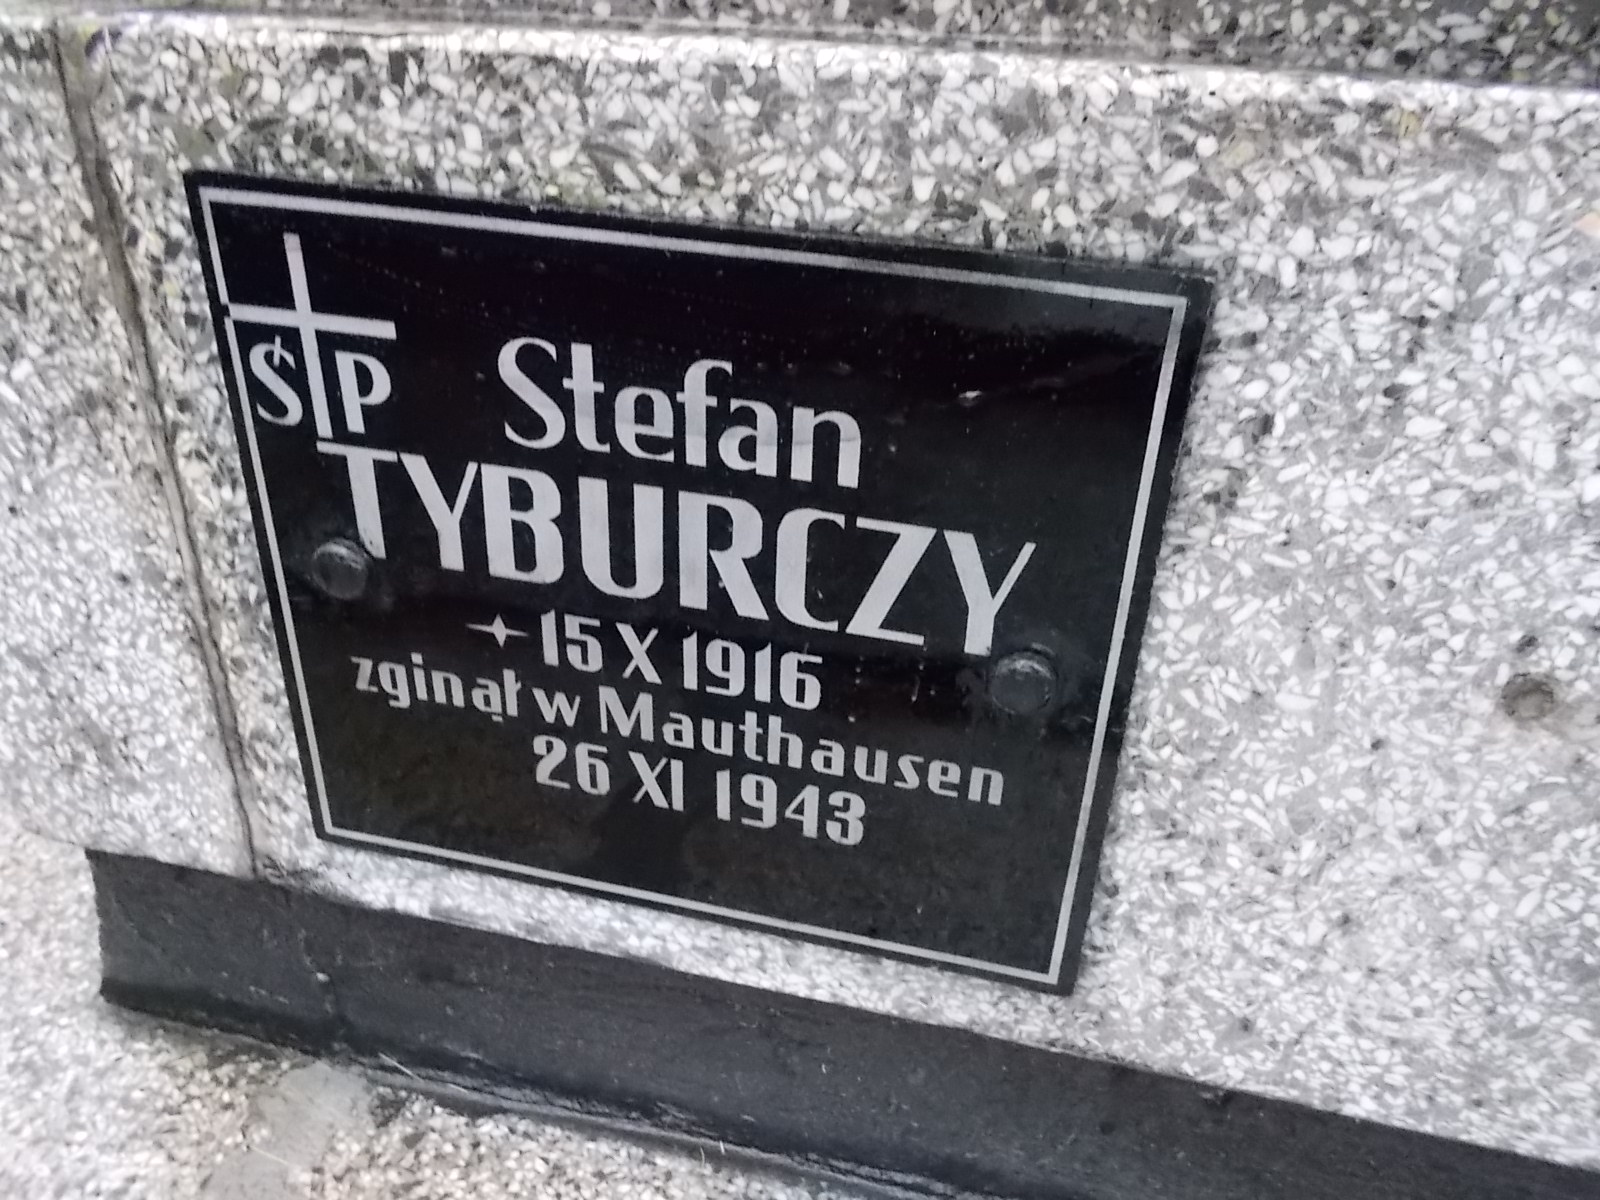 ŚP
Stefan
TYBURCZY
15 X 1916
zginął w Mauthausen
26 XI 1943